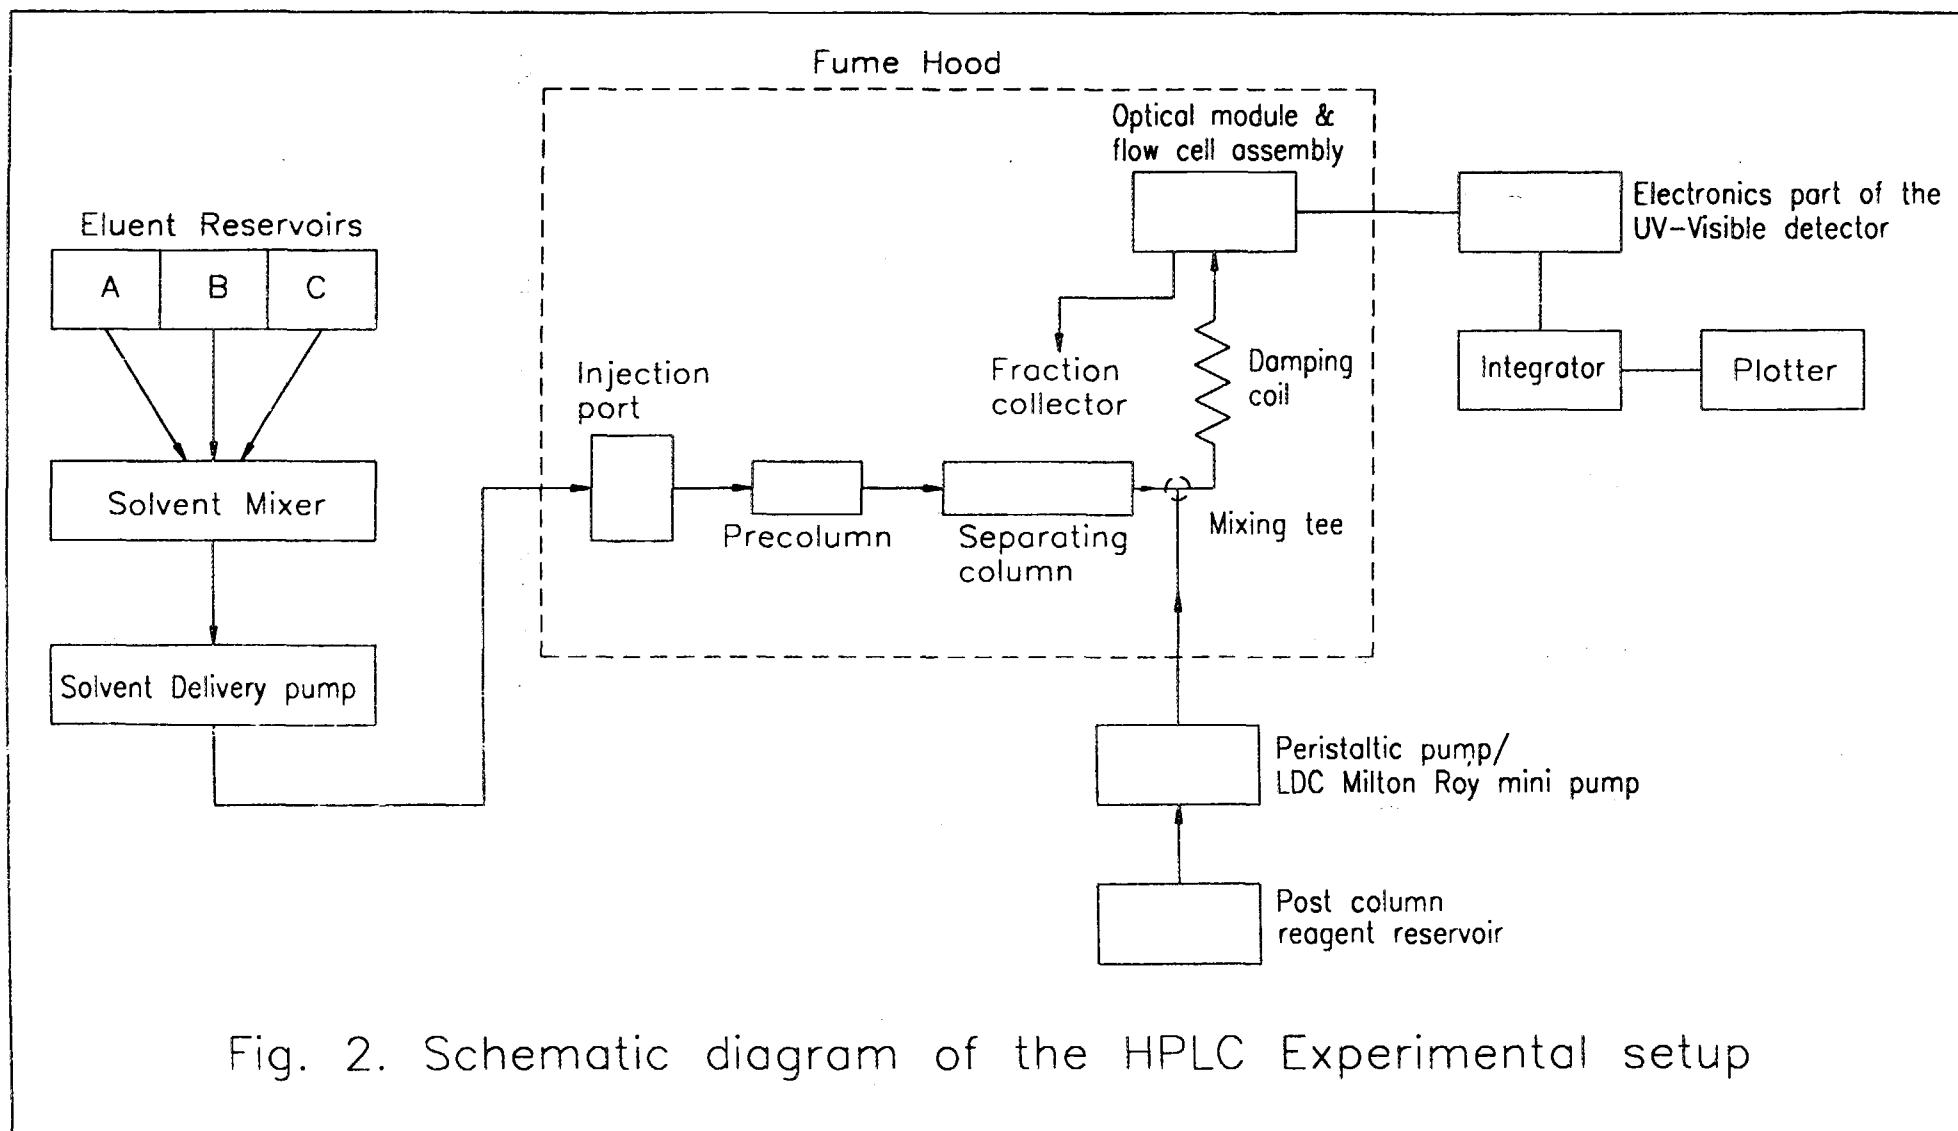 Fume Hood
Optical module &
flow cell assembly
Electronics part of the
UV-Visible detector
Eluent Reservoirs
A B C
Injection
port
Fraction
collector
Damping
coil
Integrator
Plotter
Solvent Mixer
Precolumn
Separating
column
Mixing tee
Solvent Delivery pump
Peristaltic pump/
LDC Milton Roy mini pump
Post column
reagent reservoir
Fig. 2. Schematic diagram of the HPLC Experimental setup